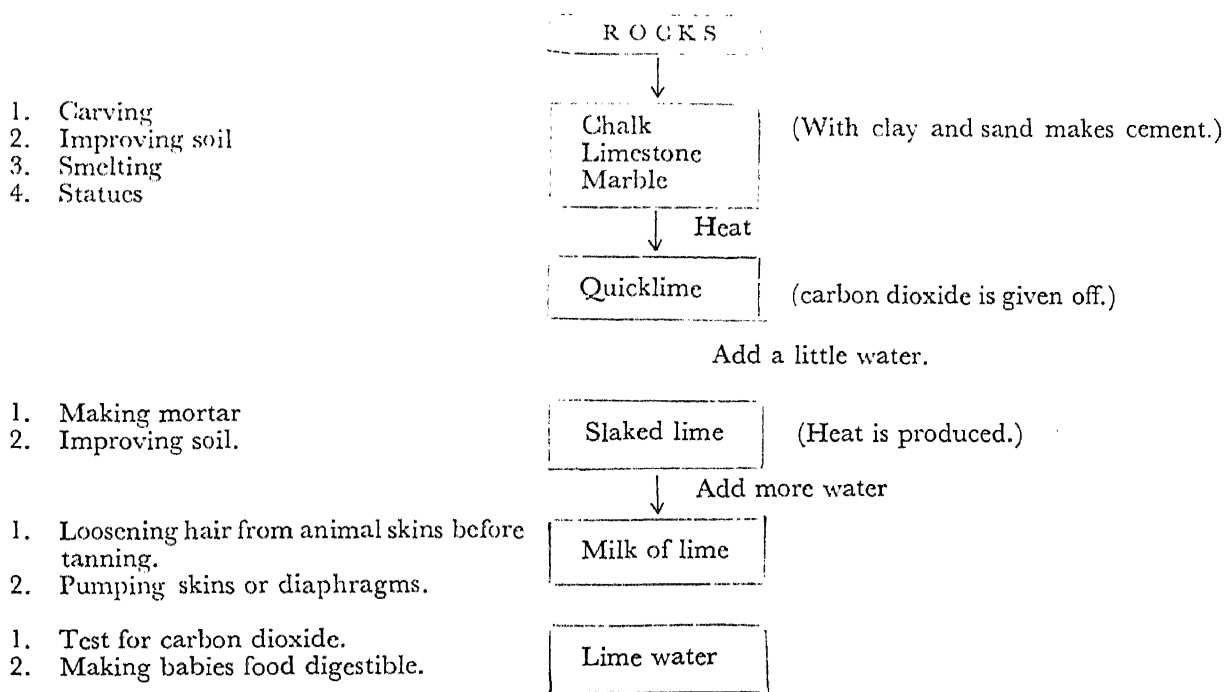 ROCKS
1. Carving
2. Improving soil
3. Smelting
4. Statues
Chalk
Limestone
Marble
(With clay and sand makes cement.)
Heat
Quicklime
(carbon dioxide is given off.)
Add a little water.
1. Making mortar
2. Improving soil.
Slaked lime
(Heat is produced.)
Add more water
1. Loosening hair from animal skins before
tanning.
2. Pumping skins or diaphragms.
Milk of lime
1. Test for carbon dioxide.
2. Making babies food digestible.
Lime water